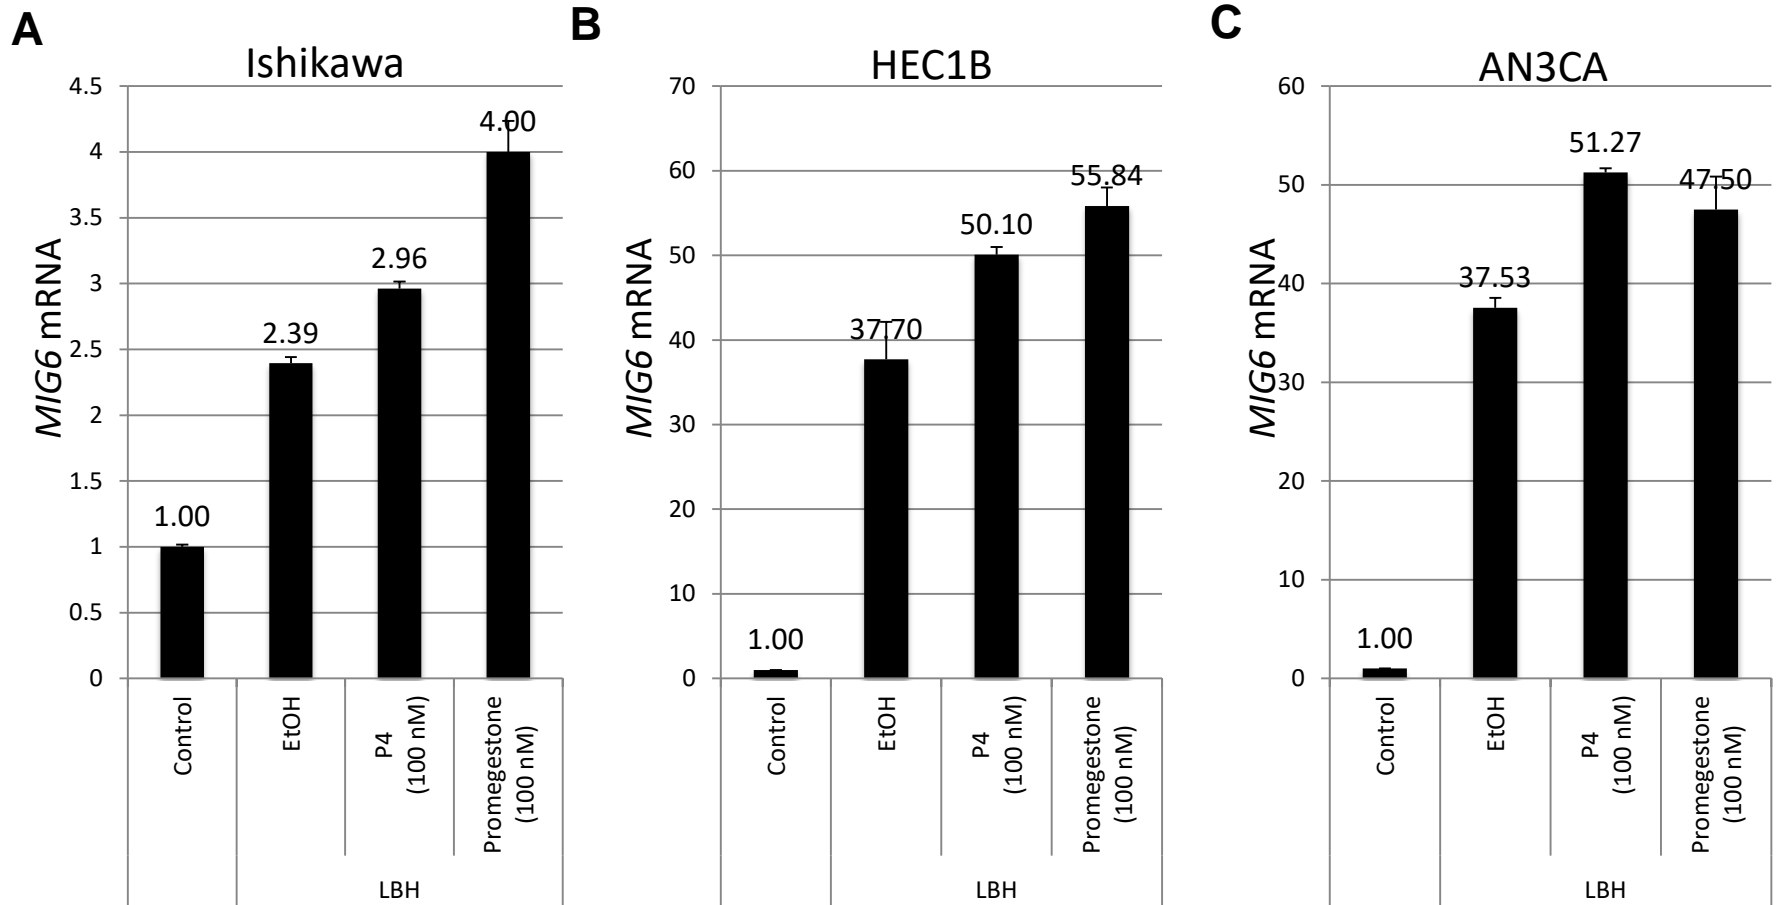 A
Ishikawa
MIG6 mRNA
4.5
4
3.5
3
2.5
2
1.5
1
0.5
0
1.00
2.39
2.96
4.00
Control
EtOH
P4
(100 nM)
Promegestone
(100 nM)
LBH
B
HEC1B
MIG6 mRNA
70
60
50
40
30
20
10
0
1.00
37.70
50.10
55.84
Control
EtOH
P4
(100 nM)
Promegestone
(100 nM)
LBH
C
AN3CA
MIG6 mRNA
60
50
40
30
20
10
0
1.00
37.53
51.27
47.50
Control
EtOH
P4
(100 nM)
Promegestone
(100 nM)
LBH